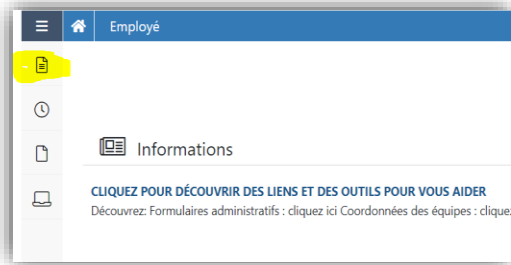 Employé
Informations
CLIQUEZ POUR DÉCOUVRIR DES LIENS ET DES OUTILS POUR VOUS AIDER
Découvrez: Formulaires administratifs : cliquez ici Coordonnées des équipes : clique